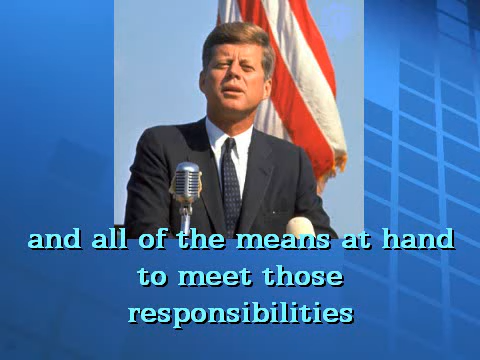 and all of the means at hand
to meet those
responsibilities